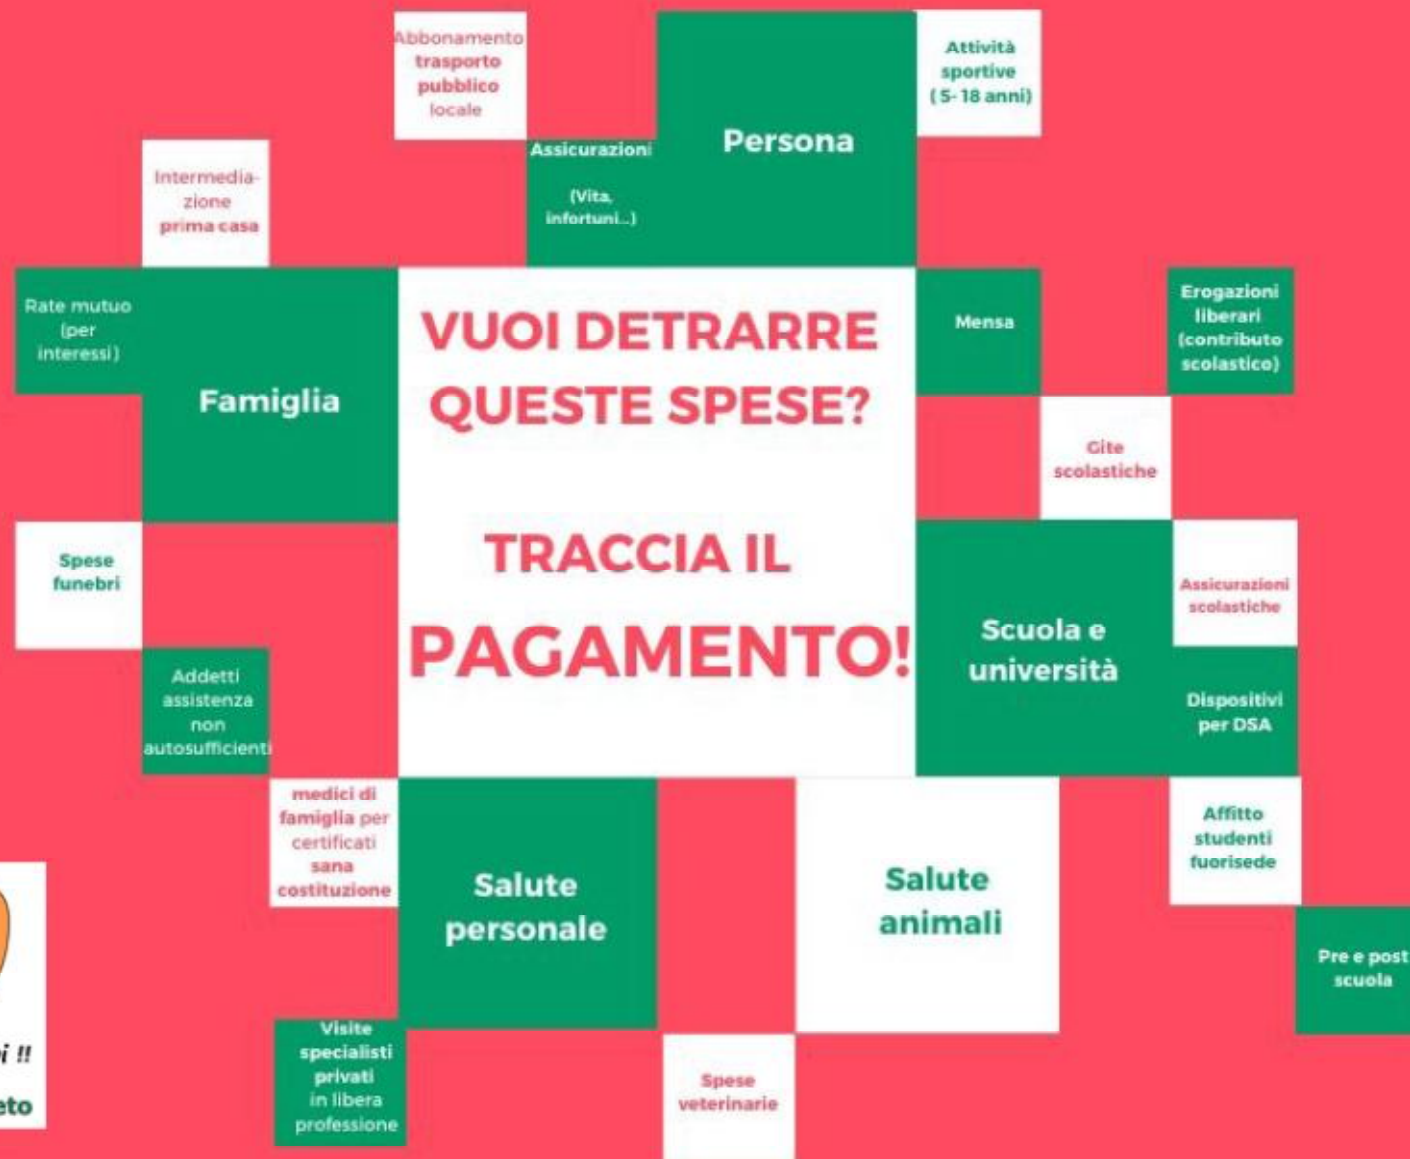 Abbonamento
trasporto
pubblico
locale
Persona
Attività
sportive
( 5- 18 anni)
Assicurazioni
(Vita,
infortuni...)
Intermedia-
zione
prima casa
Rate mutuo
(per
interessi)
Famiglia
VUOI DETRARRE
QUESTE SPESE?
TRACCIA IL
PAGAMENTO!
Mensa
Erogazioni
liberari
(contributo
scolastico)
Gite
scolastiche
Spese
funebri
Scuola e
università
Assicurazioni
scolastiche
Addetti
assistenza
non
autosufficienti
Dispositivi
per DSA
medici di
famiglia per
certificati
sana
costituzione
Salute
personale
Salute
animali
Affitto
studenti
fuorisede
Pre e post
scuola
Visite
specialisti
privati
in libera
professione
Spese
veterinarie
i !!
eto